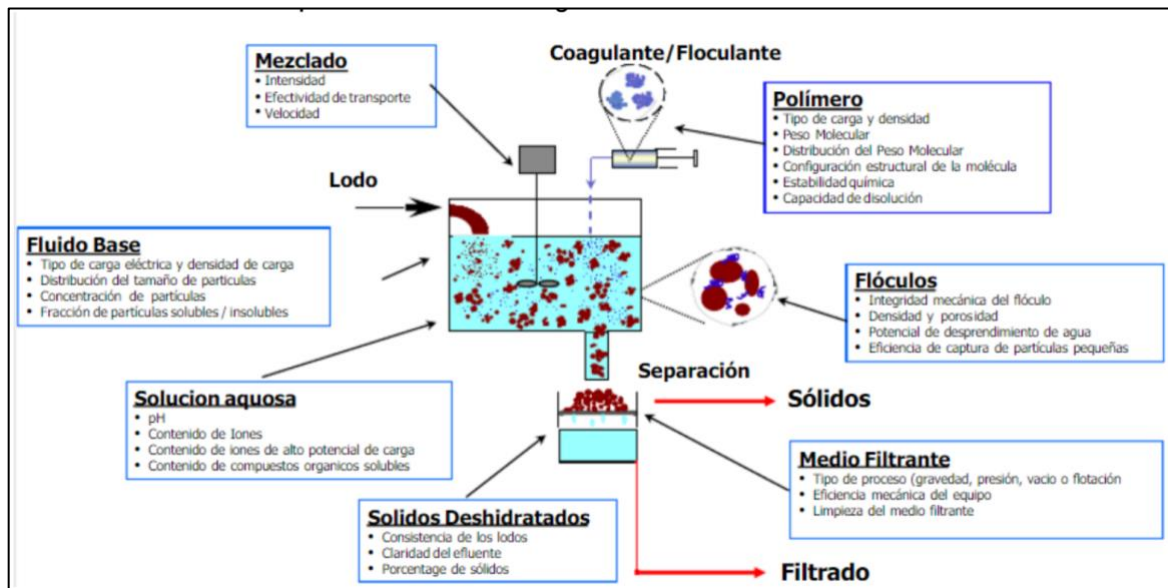 Mezclado
• Intensidad
• Efectividad de transporte
• Velocidad
Coagulante/Floculante
Polímero
• Tipo de carga y densidad
• Peso Molecular
• Distribución del Peso Molecular
• Configuración estructural de la molécula
• Estabilidad química
• Capacidad de disolución
Lodo
Fluido Base
• Tipo de carga eléctrica y densidad de carga
• Distribución del tamaño de particulas
• Concentración de partículas
• Fracción de partículas solubles / insolubles
Flóculos
• Integridad mecánica del flóculo
• Densidad y porosidad
• Potencial de desprendimiento de agua
• Eficiencia de captura de partículas pequeñas
Solucion aquosa
• pH
• Contenido de Iones
• Contenido de iones de alto potencial de carga
• Contenido de compuestos organicos solubles
Separación
Sólidos
Medio Filtrante
• Tipo de proceso (gravedad, presión, vacio o flotación
• Eficiencia mecánica del equipo
• Limpieza del medio filtrante
Solidos Deshidratados
• Consistencia de los lodos
• Claridad del efluente
• Porcentage de sólidos
Filtrado